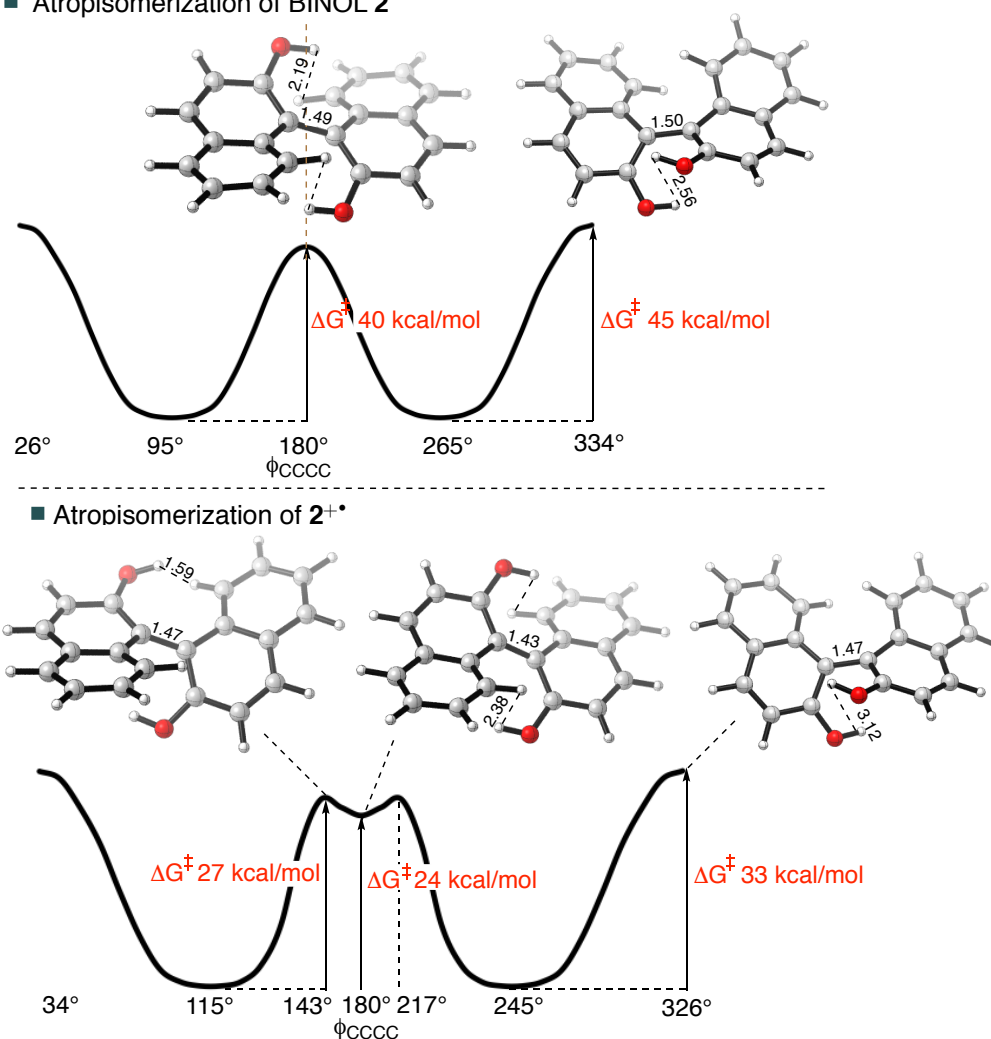 ■ Atropisomerization of BINOL 2
2.19
1.49
1.50
2.56
ΔG‡ 40 kcal/mol
ΔG‡ 45 kcal/mol
26° 95° 180° 265° 334°
ϕCCCC
■ Atropisomerization of 2+•
1.59
1.47
1.43
2.38
1.47
3.12
ΔG‡ 27 kcal/mol
ΔG‡ 24 kcal/mol
ΔG‡ 33 kcal/mol
34° 115° 143° 180° 217° 245° 326°
ϕCCCC